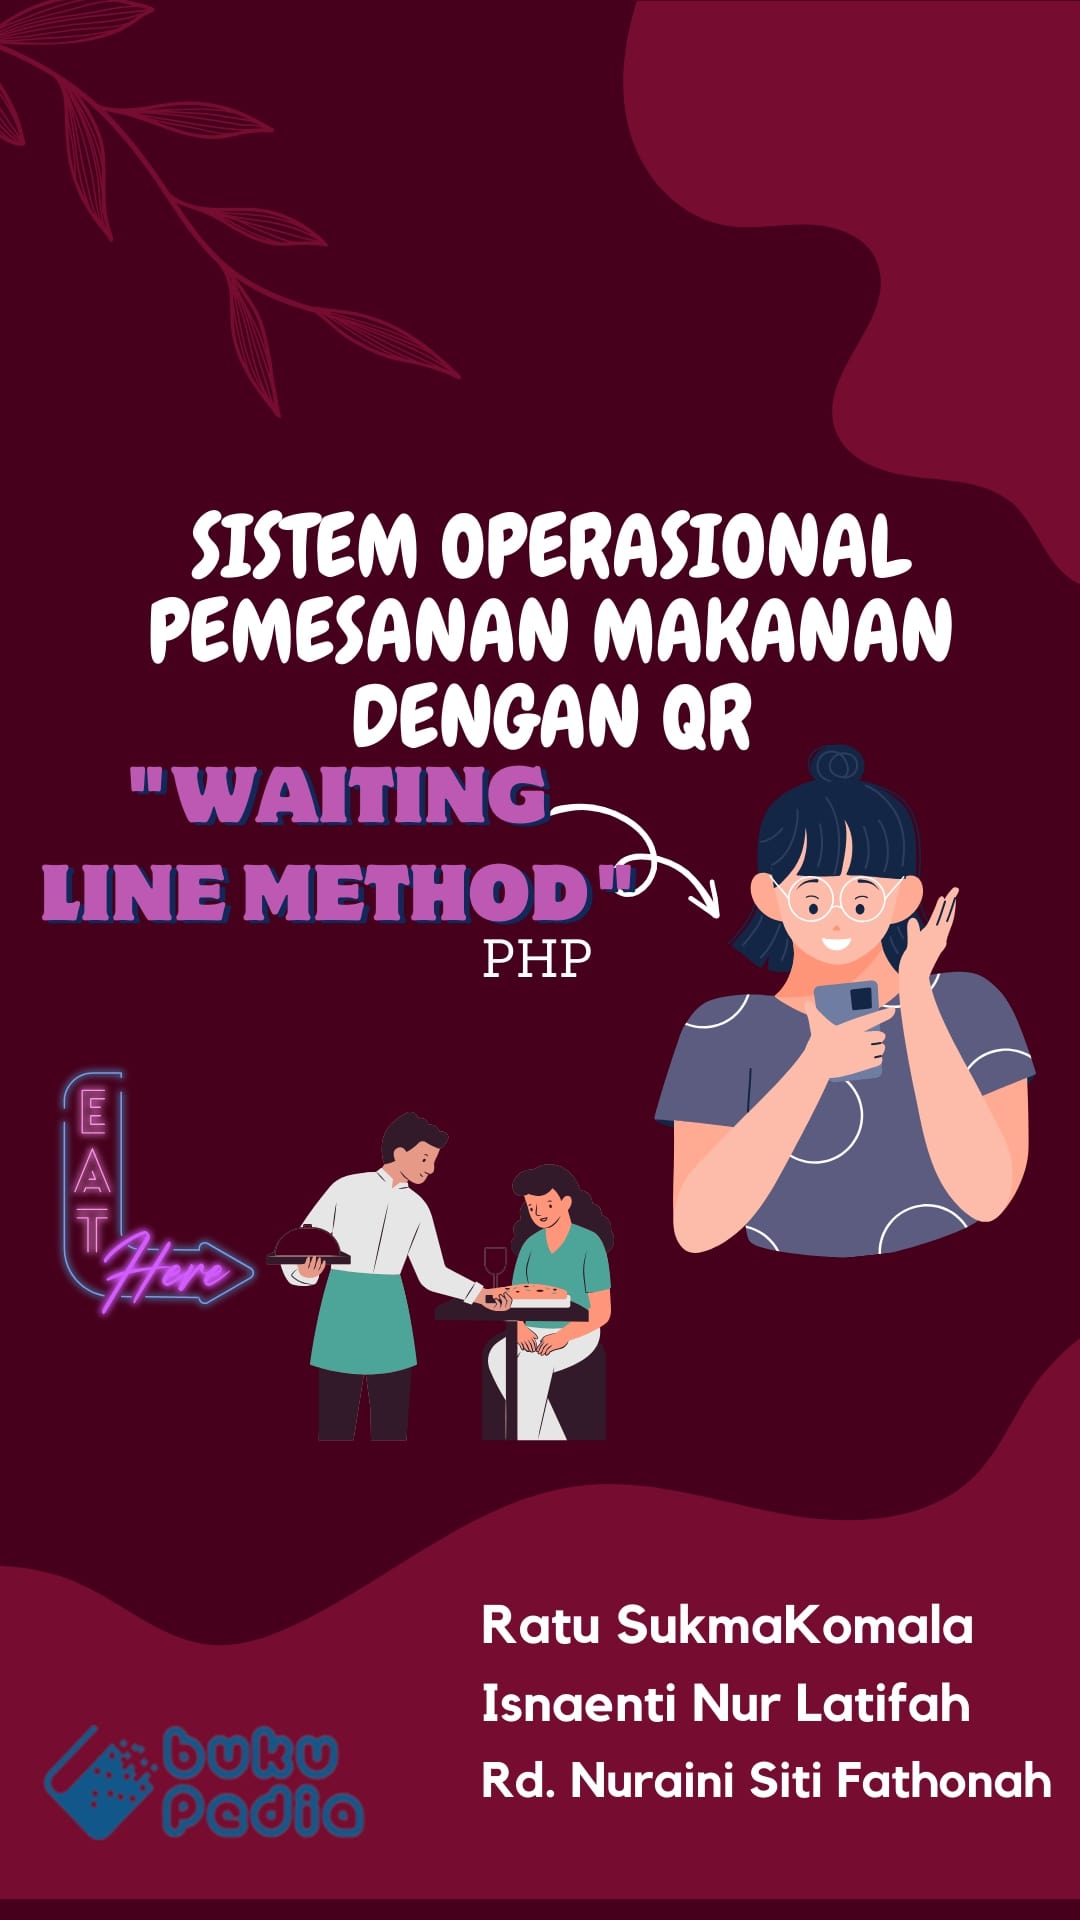 SISTEM OPERASIONAL
PEMESANAN MAKANAN
DENGAN QR
"WAITING
LINE METHOD"
PHP
EAT
Here
Ratu SukmaKomala
Isnaenti Nur Latifah
Rd. Nuraini Siti Fathonah
buku
Pedia